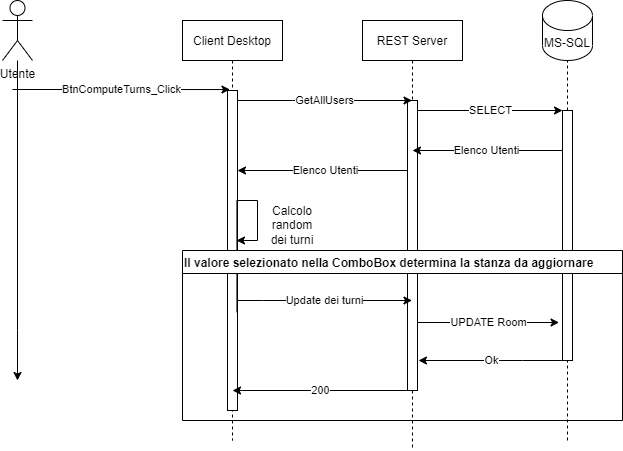 Utente
Client Desktop
REST Server
MS-SQL
BtnComputeTurns_Click
GetAllUsers
SELECT
Elenco Utenti
Elenco Utenti
Calcolo
random
dei turni
Il valore selezionato nella ComboBox determina la stanza da aggiornare
Update dei turni
UPDATE Room
Ok
200